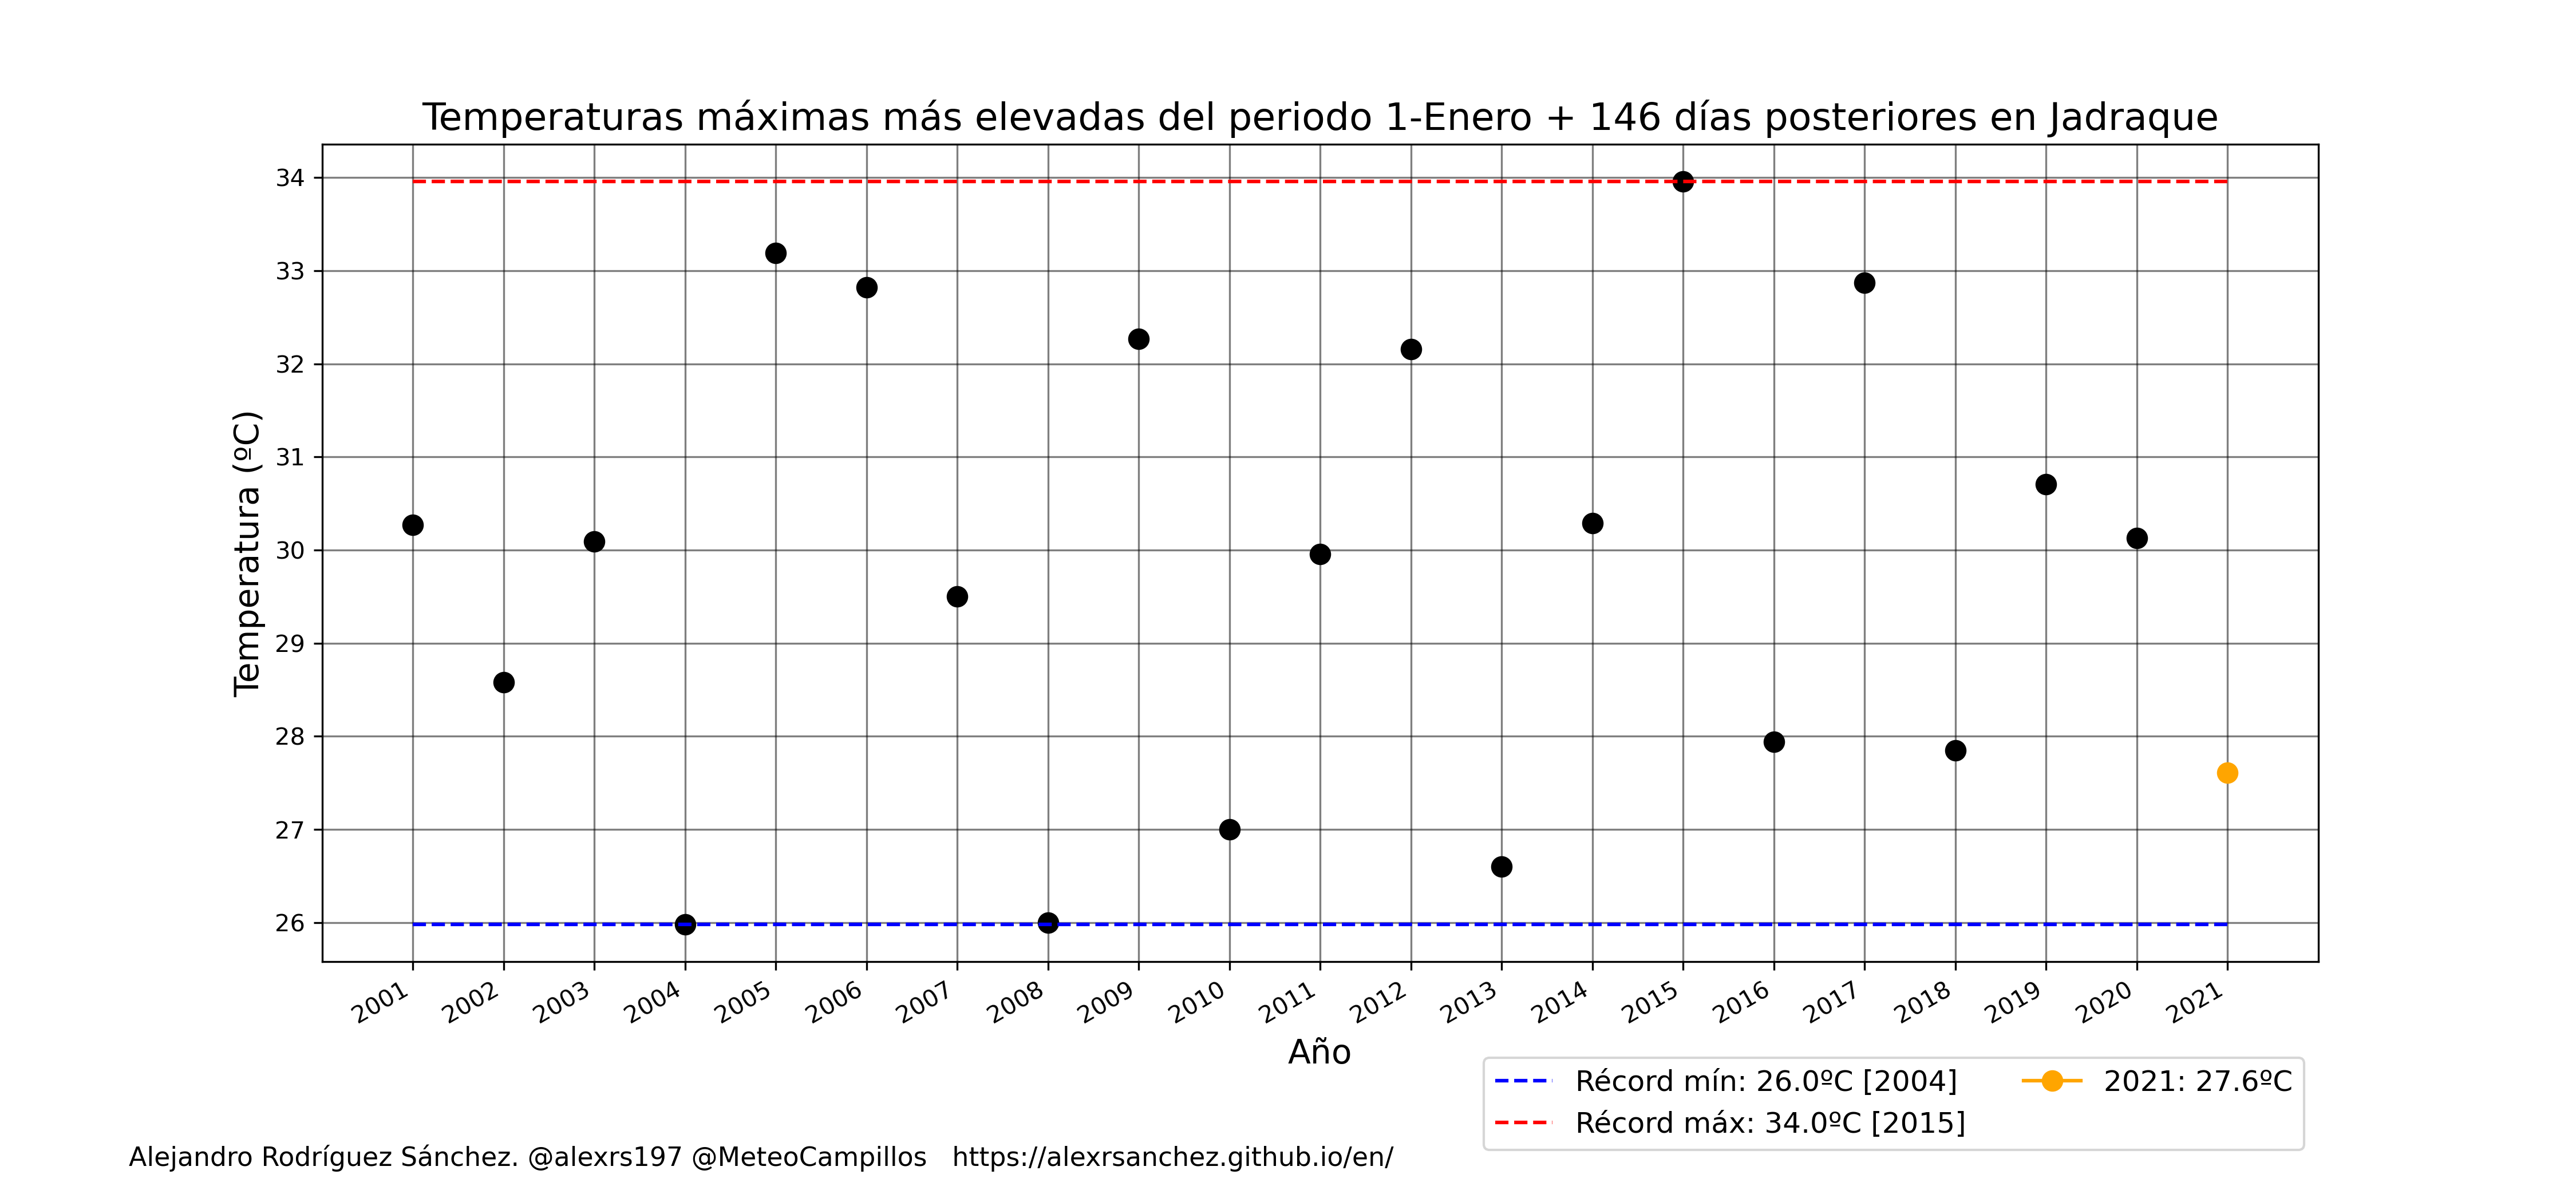 Temperaturas máximas más elevadas del periodo 1-Enero + 146 días posteriores en Jadraque
Temperatura (ºC)
34
33
32
31
30
29
28
27
26
2001 2002 2003 2004 2005 2006 2007 2008 2009 2010 2011 2012 2013 2014 2015 2016 2017 2018 2019 2020 2021
Año
Récord mín: 26.0ºC [2004]
Récord máx: 34.0ºC [2015]
2021: 27.6ºC
Alejandro Rodríguez Sánchez. @alexrs197 @MeteoCampillos https://alexrsanchez.github.io/en/